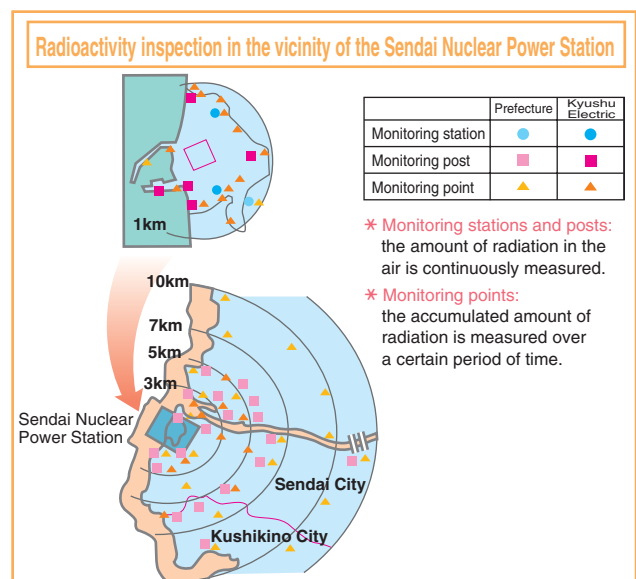 Radioactivity inspection in the vicinity of the Sendai Nuclear Power Station
Prefecture
Kyushu
Electric
Monitoring station
Monitoring post
Monitoring point
1km
* Monitoring stations and posts:
the amount of radiation in the
air is continuously measured.
* Monitoring points:
the accumulated amount of
radiation is measured over
a certain period of time.
10km
7km
5km
3km
Sendai Nuclear
Power Station
Sendai City
Kushikino City